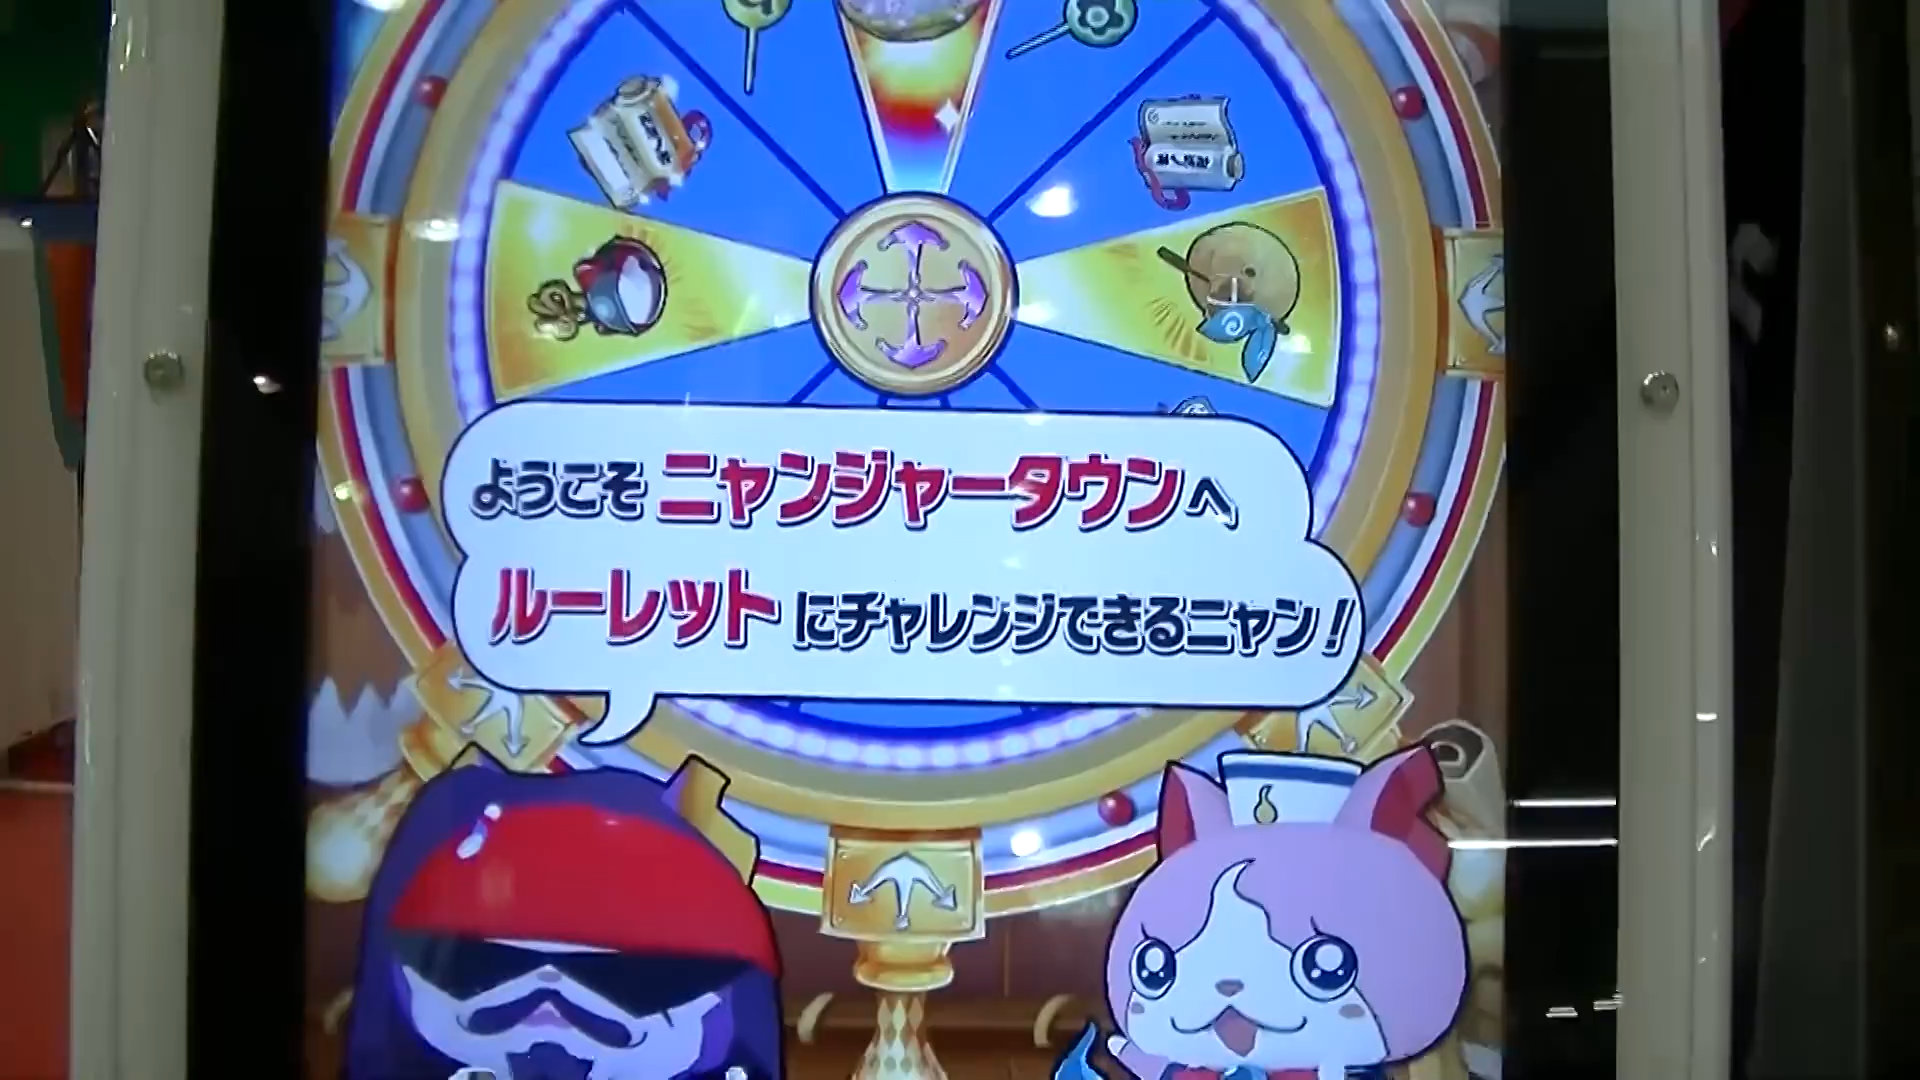 ようこそ ニャンジャータウンへ
ルーレット にチャレンジできるニャン!